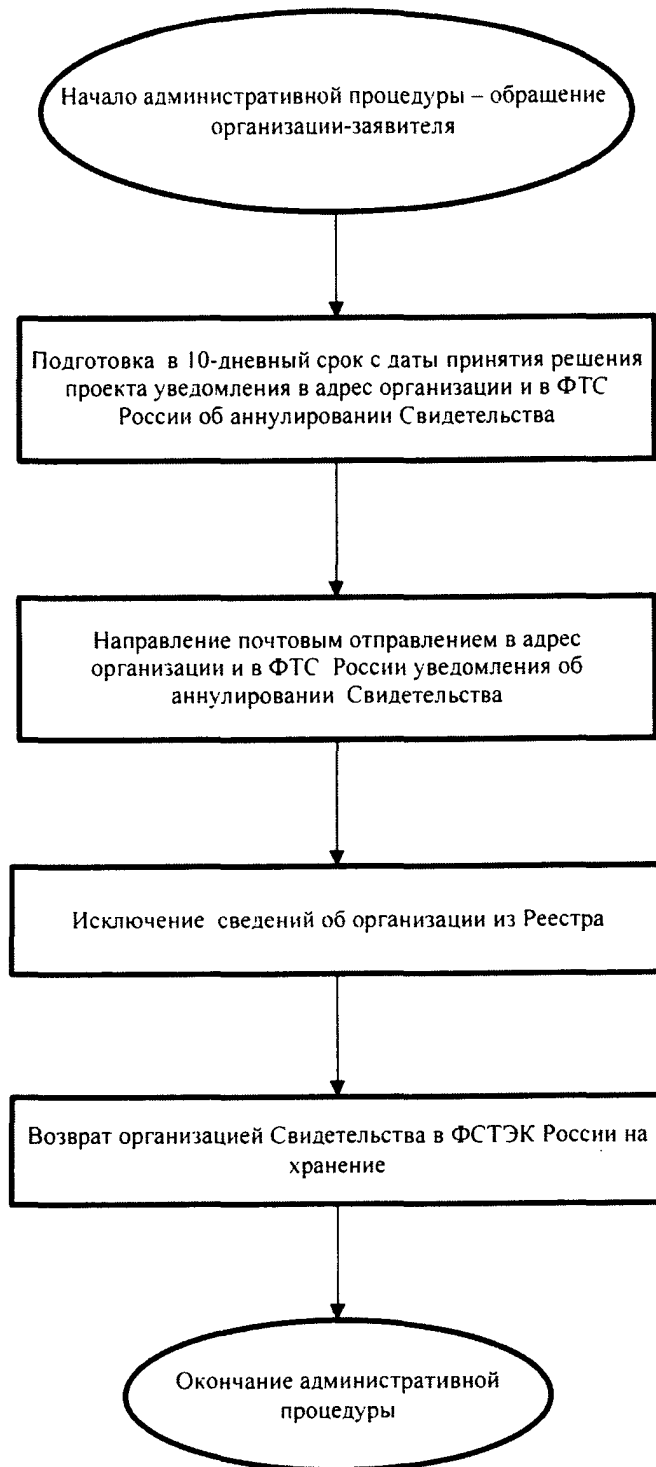 Начало административной процедуры – обращение
организации-заявителя
Подготовка в 10-дневный срок с даты принятия решения
проекта уведомления в адрес организации и в ФТС
России об аннулировании Свидетельства
Направление почтовым отправлением в адрес
организации и в ФТС России уведомления об
аннулировании Свидетельства
Исключение сведений об организации из Реестра
Возврат организацией Свидетельства в ФСТЭК России на
хранение
Окончание административной
процедуры